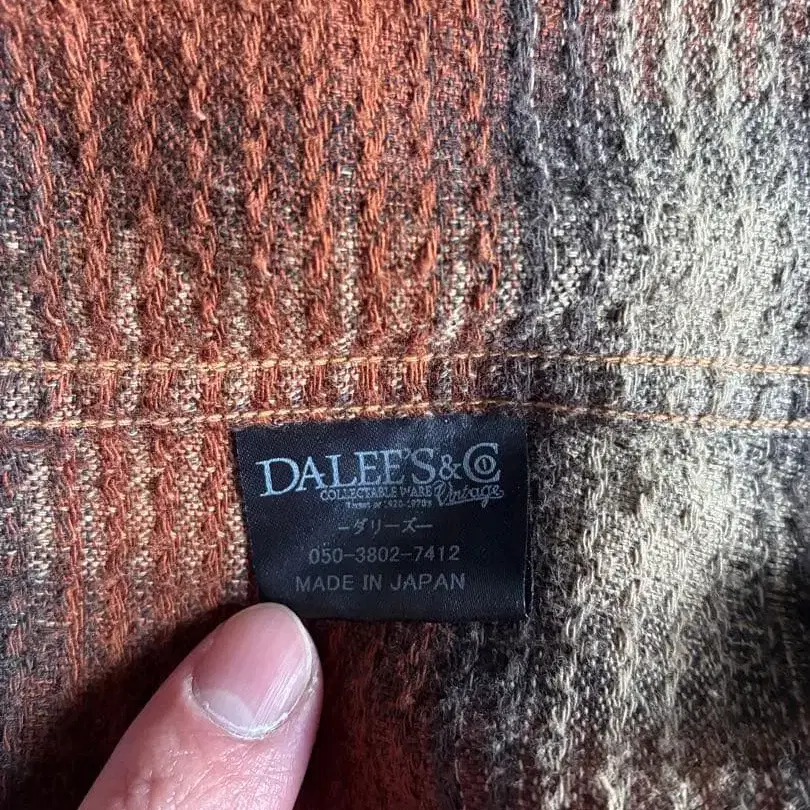 DALEE'S & Co
COLLECTABLE WARE Vintage
-ダリーズ-
050-3802-7412
MADE IN JAPAN